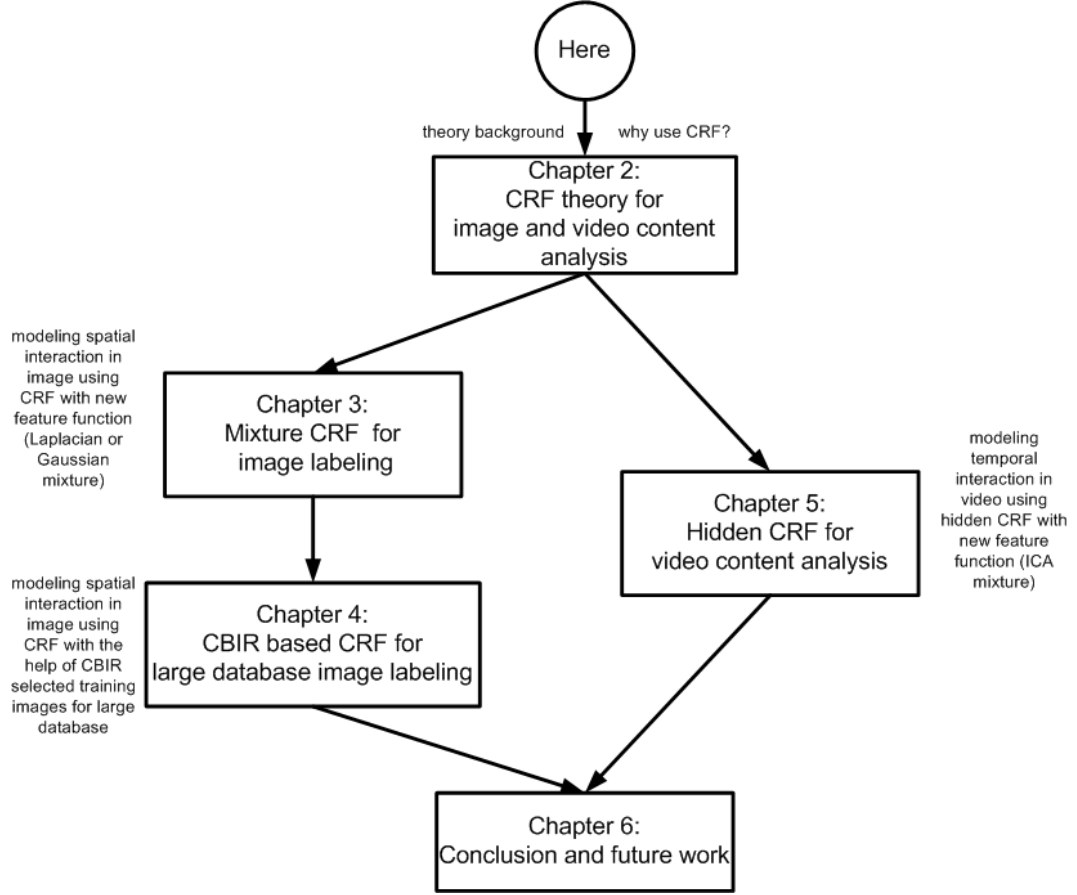 Here
theory background
why use CRF?
Chapter 2:
CRF theory for
image and video content
analysis
modeling spatial
interaction in
image using
CRF with new
feature function
(Laplacian or
Gaussian
mixture)
Chapter 3:
Mixture CRF for
image labeling
modeling
temporal
interaction in
video using
hidden CRF with
new feature
function (ICA
mixture)
Chapter 5:
Hidden CRF for
video content analysis
modeling spatial
interaction in
image using
CRF with the
help of CBIR
selected training
images for large
database
Chapter 4:
CBIR based CRF for
large database image labeling
Chapter 6:
Conclusion and future work